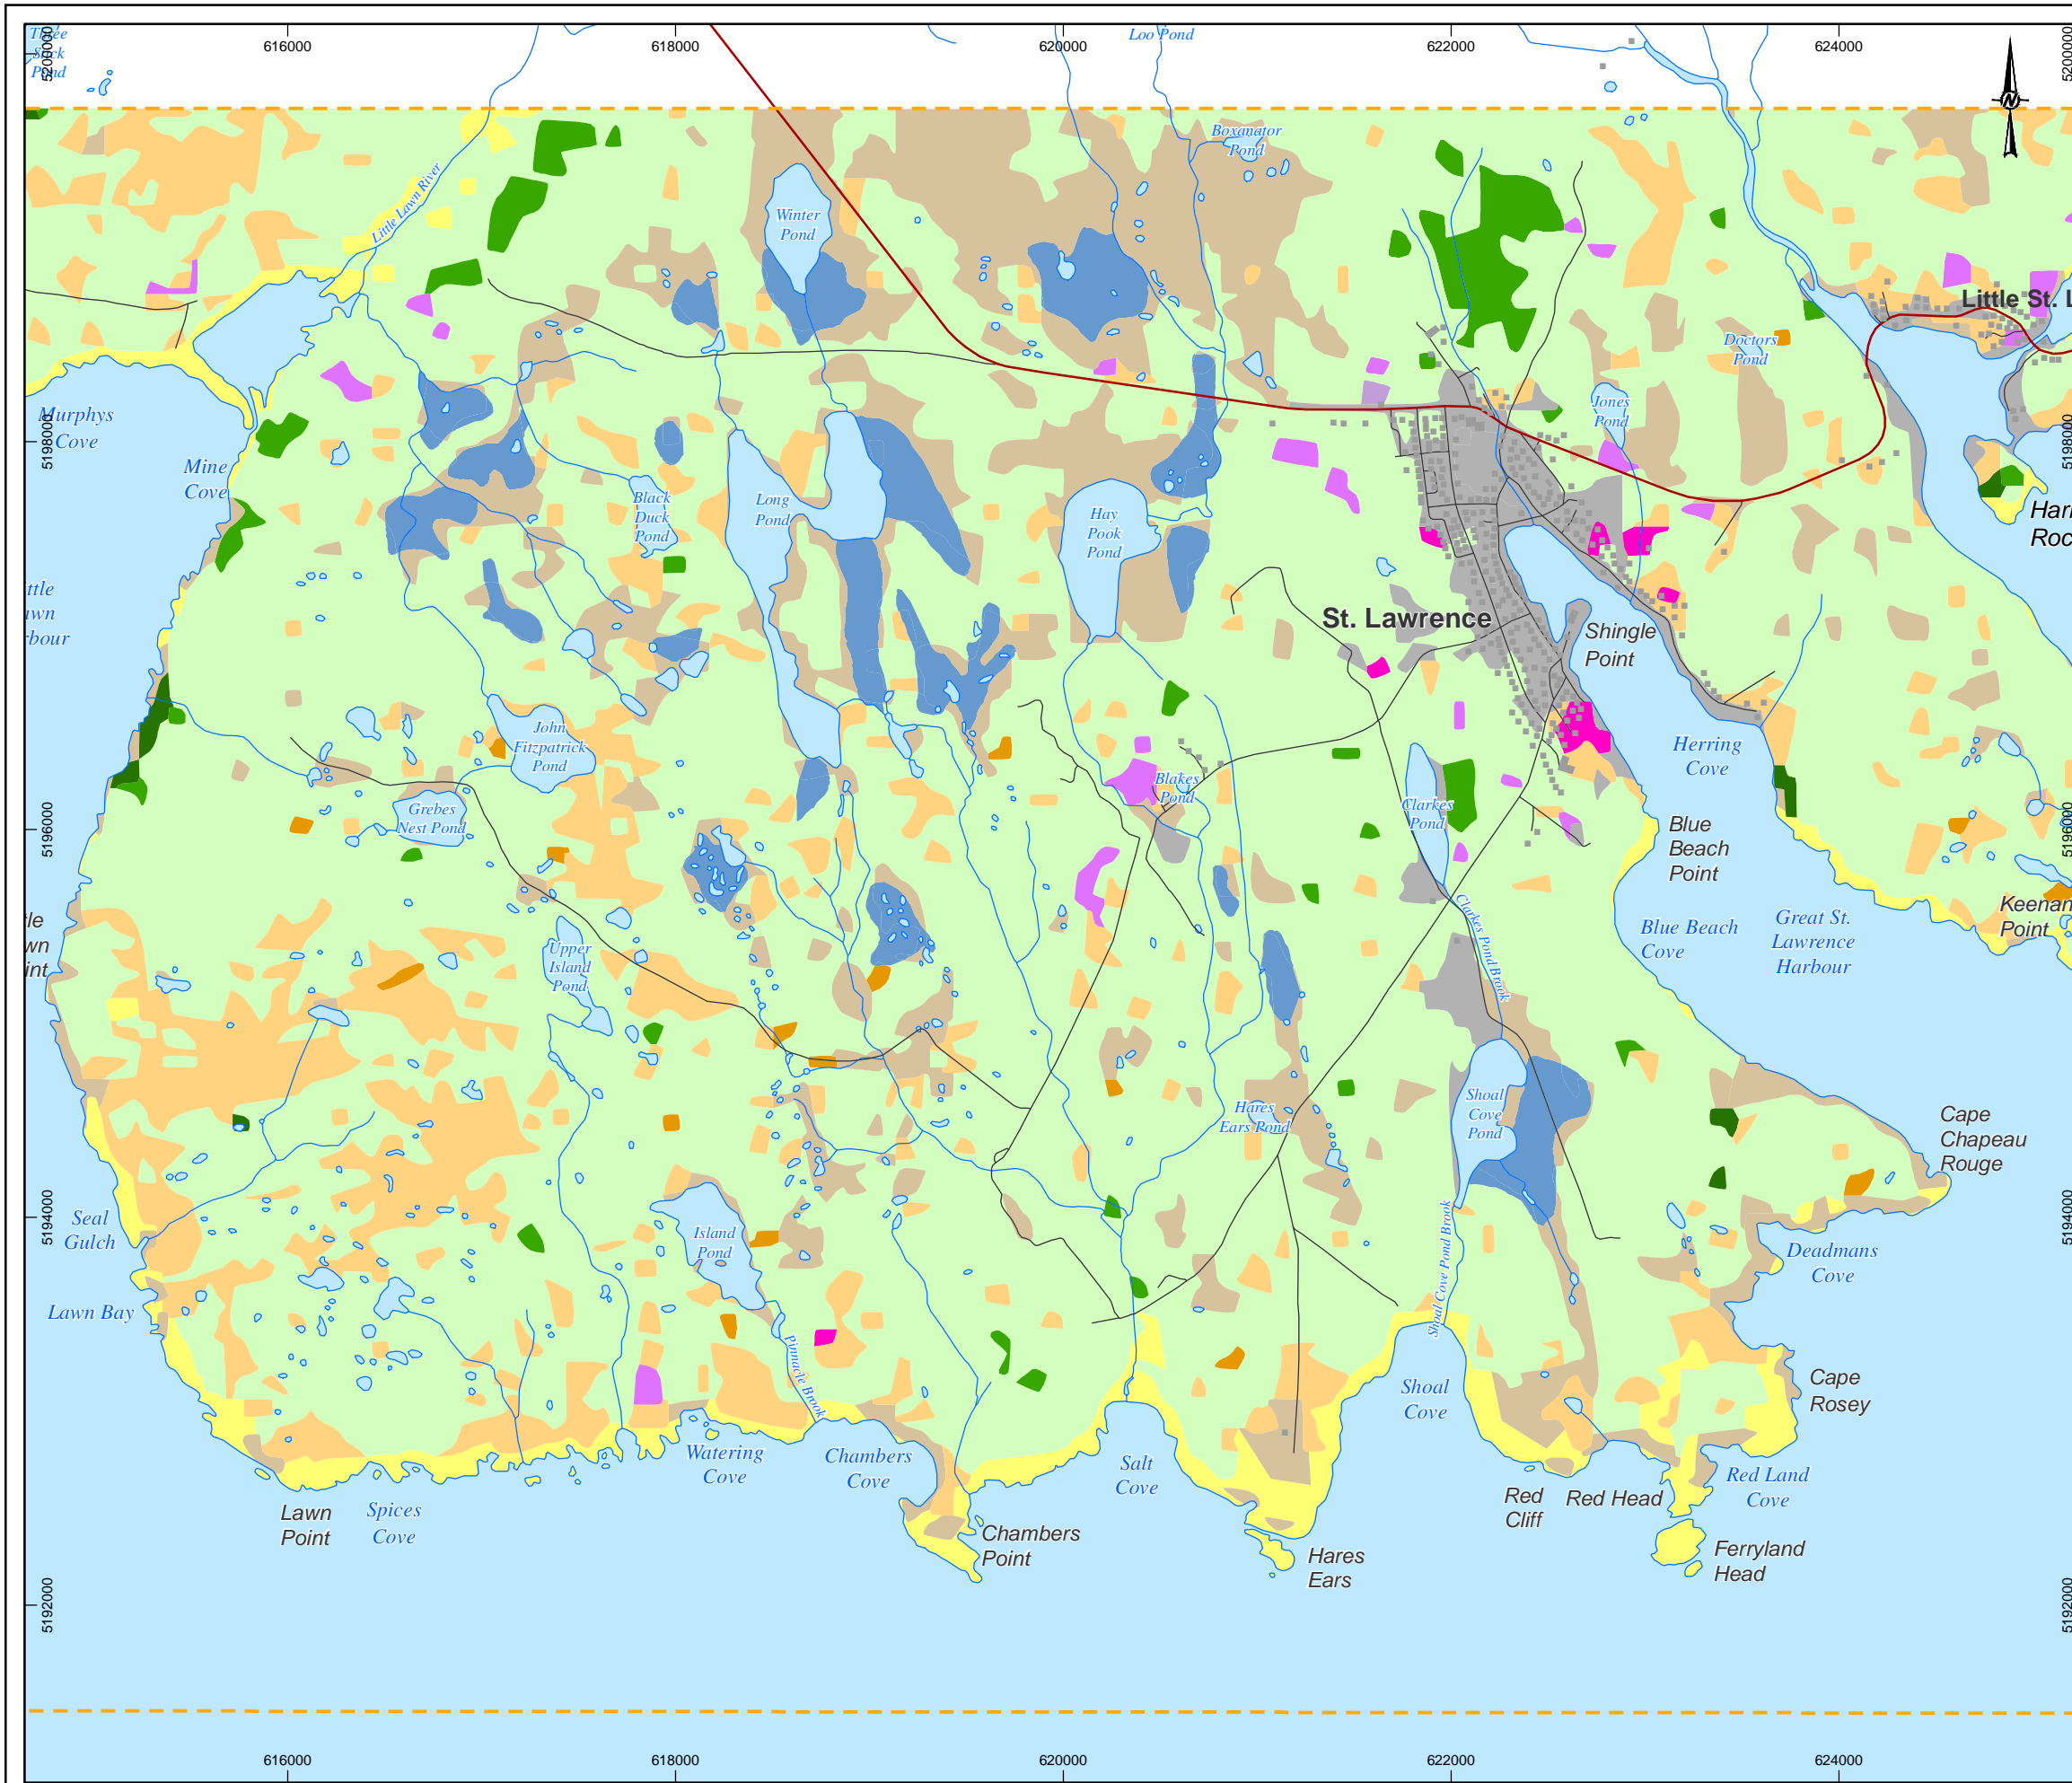 616000
618000
620000
622000
624000
Three
Pond
5200000
5200000
Loo Pond
N
Boxanator
Pond
Little Lawn River
Winter
Pond
Little St. L
Doctors
Pond
Murphys
Cove
5198000
5198000
Jones
Pond
Mine
Cove
Black
Duck
Pond
Long
Pond
Hay
Pook
Pond
Roc
ttle
rbour
St. Lawrence
Shingle
Point
John
Fitzpatrick
Pond
Herring
Cove
Blakes
Pond
Grebes
Nest Pond
Clarkes
Pond
5196000
5196000
Blue
Beach
Point
Keenan
Point
Upper
Island
Pond
Clarkes Pond Brook
Blue Beach
Cove
Great St.
Lawrence
Harbour
Shoal
Cove
Pond
Hares
Ears Pond
Cape
Chapeau
Rouge
Seal
Gulch
5194000
5194000
Island
Pond
Shoal Cove Pond Brook
Deadmans
Cove
Lawn Bay
Pinnacle Brook
Shoal
Cove
Cape
Rosey
Watering
Cove
Chambers
Cove
Salt
Cove
Red Land
Cove
Lawn
Point
Spices
Cove
Red
Cliff
Red Head
Chambers
Point
Hares
Ears
Ferryland
Head
5192000
5192000
616000
618000
620000
622000
624000